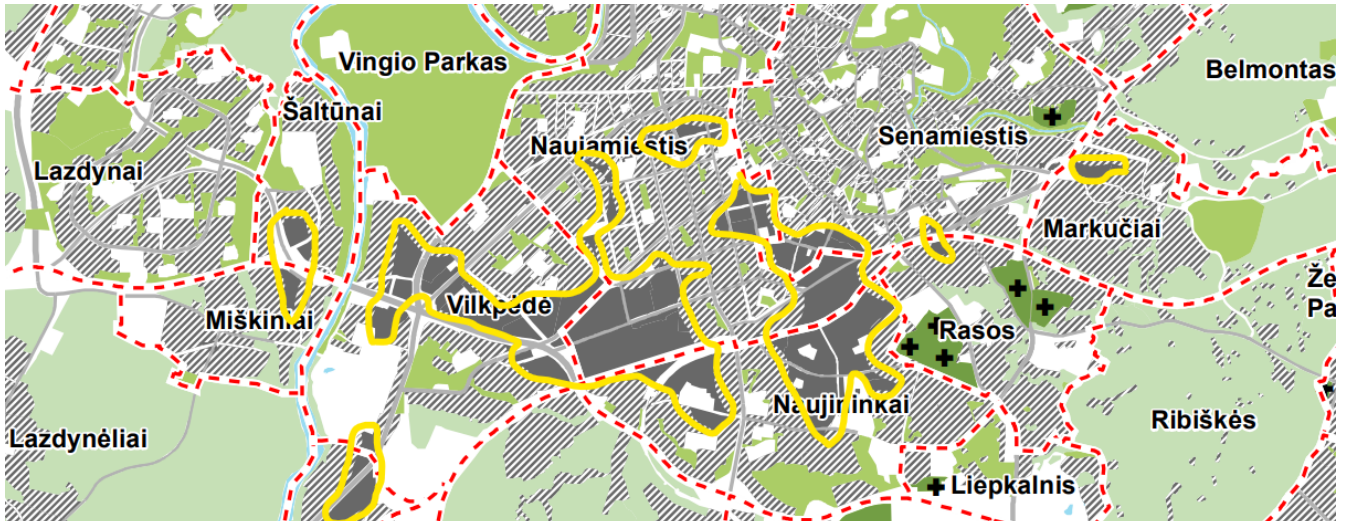 Vingio Parkas
Belmontas
Šaltūnai
Senamiestis
Naujamiestis
Lazdynai
Markučiai
Že
Pa
Vilkpėdė
Miškiniai
Rasos
Naujininkai
Ribiškės
Lazdynėliai
Liepkalnis